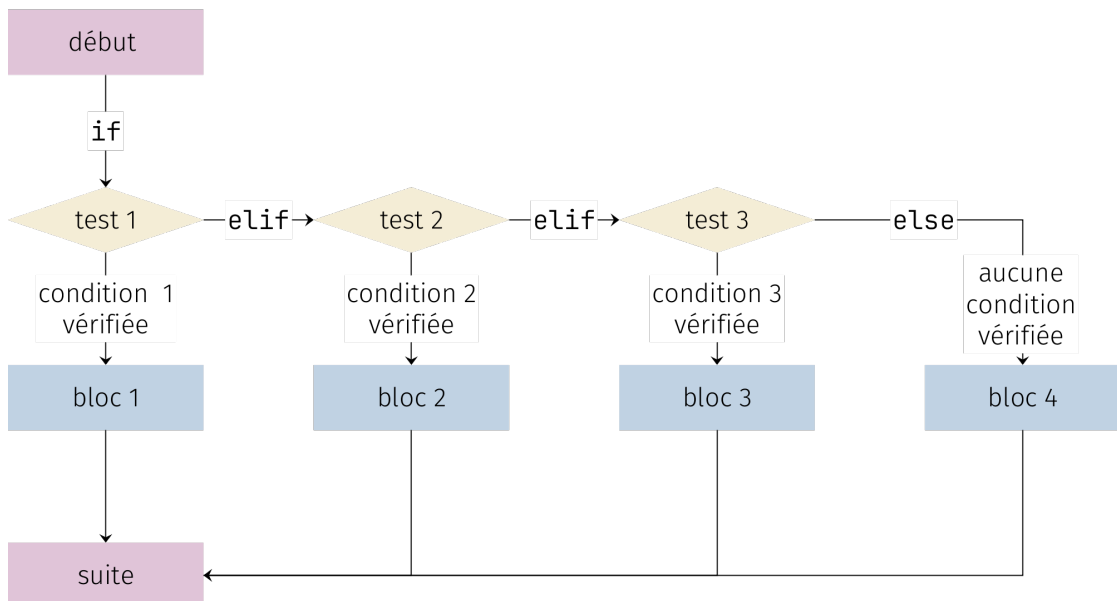 début
if
test 1
elif
test 2
elif
test 3
else
condition 1
vérifiée
condition 2
vérifiée
condition 3
vérifiée
aucune
condition
vérifiée
bloc 1
bloc 2
bloc 3
bloc 4
suite